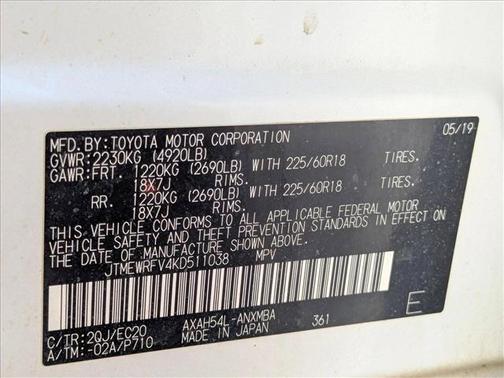 MFD.BY:TOYOTA MOTOR CORPORATION 05/19
GVWR:2230KG (4920LB)
GAWR:FRT. 1220KG (2690LB) WITH 225/60R18 TIRES.
18X7J RIMS.
RR. 1220KG (2690LB) WITH 225/60R18 TIRES.
18X7J RIMS.
THIS VEHICLE CONFORMS TO ALL APPLICABLE FEDERAL MOTOR
VEHICLE SAFETY AND THEFT PREVENTION STANDARDS IN EFFECT ON
THE DATE OF MANUFACTURE SHOWN ABOVE.
JTMEWRFV4KD511038 MPV
C/TR:2QJ/EC20 AXAH54L-ANXMBA 361 E
A/TM:-02A/P710 MADE IN JAPAN